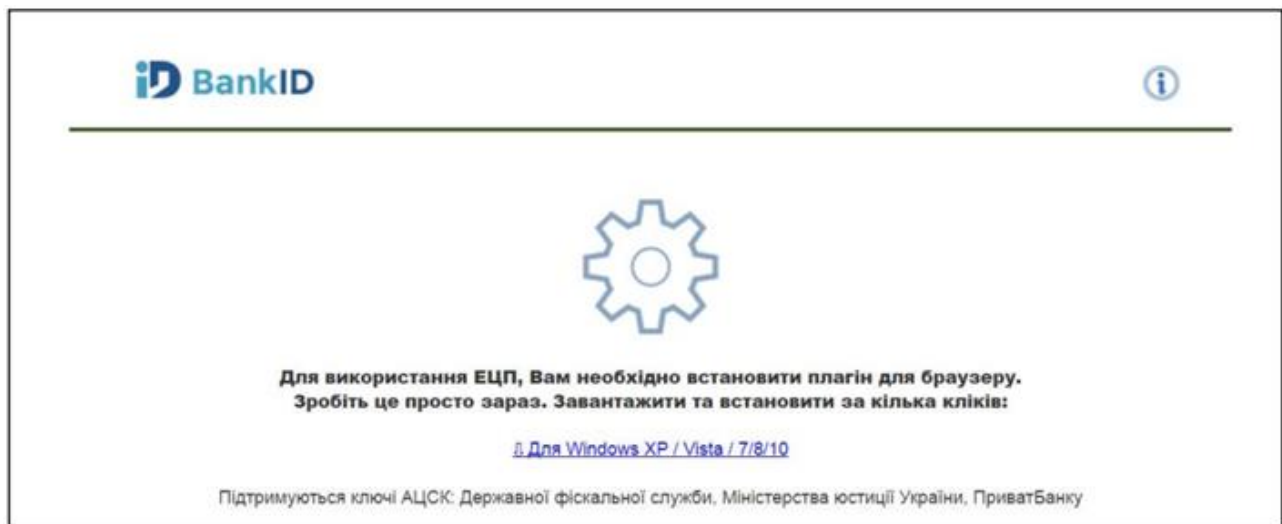 iD BankID
i
Для використання ЕЦП, Вам необхідно встановити плагін для браузеру.
Зробіть це просто зараз. Завантажити та встановити за кілька кліків:
⇩ Для Windows XP / Vista / 7/8/10
Підтримуються ключі АЦСК: Державної фіскальної служби, Міністерства юстиції України, ПриватБанку